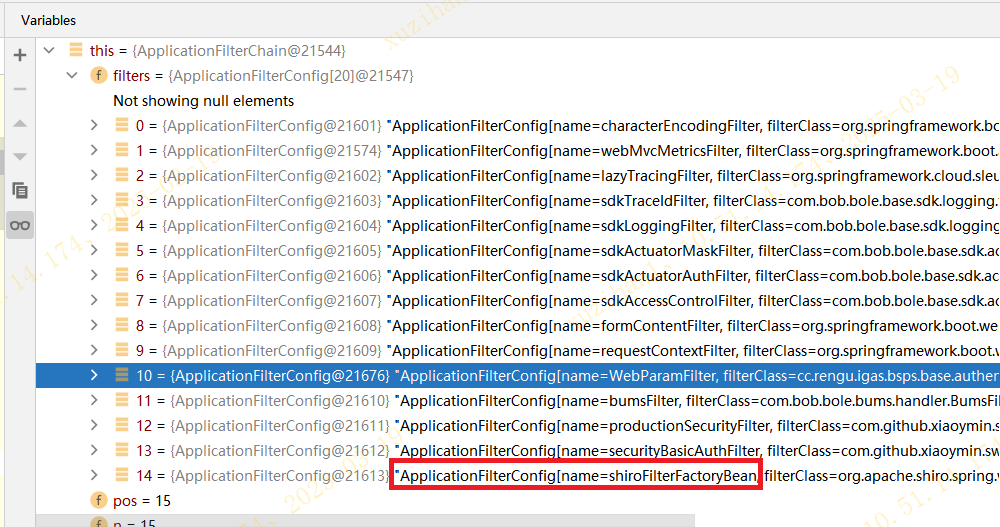 Variables
this = {ApplicationFilterChain@21544}
filters = {ApplicationFilterConfig[20]@21547}
Not showing null elements
0 = {ApplicationFilterConfig@21601} "ApplicationFilterConfig[name=characterEncodingFilter, filterClass=org.springframework.bo
1 = {ApplicationFilterConfig@21574} "ApplicationFilterConfig[name=webMvcMetricsFilter, filterClass=org.springframework.boot.
2 = {ApplicationFilterConfig@21602} "ApplicationFilterConfig[name=lazyTracingFilter, filterClass=org.springframework.cloud.sleu
3 = {ApplicationFilterConfig@21603} "ApplicationFilterConfig[name=sdkTraceIdFilter, filterClass=com.bob.bole.base.sdk.logging.
4 = {ApplicationFilterConfig@21604} "ApplicationFilterConfig[name=sdkLoggingFilter, filterClass=com.bob.bole.base.sdk.logging
5 = {ApplicationFilterConfig@21605} "ApplicationFilterConfig[name=sdkActuatorMaskFilter, filterClass=com.bob.bole.base.sdk.ac
6 = {ApplicationFilterConfig@21606} "ApplicationFilterConfig[name=sdkActuatorAuthFilter, filterClass=com.bob.bole.base.sdk.ac
7 = {ApplicationFilterConfig@21607} "ApplicationFilterConfig[name=sdkAccessControlFilter, filterClass=com.bob.bole.base.sdk.a
8 = {ApplicationFilterConfig@21608} "ApplicationFilterConfig[name=formContentFilter, filterClass=org.springframework.boot.we
9 = {ApplicationFilterConfig@21609} "ApplicationFilterConfig[name=requestContextFilter, filterClass=org.springframework.boot.w
10 = {ApplicationFilterConfig@21676} "ApplicationFilterConfig[name=WebParamFilter, filterClass=cc.rengu.igas.bsps.base.authen
11 = {ApplicationFilterConfig@21610} "ApplicationFilterConfig[name=bumsFilter, filterClass=com.bob.bole.bums.handler.BumsFil
12 = {ApplicationFilterConfig@21611} "ApplicationFilterConfig[name=productionSecurityFilter, filterClass=com.github.xiaoymin.s
13 = {ApplicationFilterConfig@21612} "ApplicationFilterConfig[name=securityBasicAuthFilter, filterClass=com.github.xiaoymin.sw
14 = {ApplicationFilterConfig@21613} "ApplicationFilterConfig[name=shiroFilterFactoryBean, filterClass=org.apache.shiro.spring.
pos = 15
n = 15